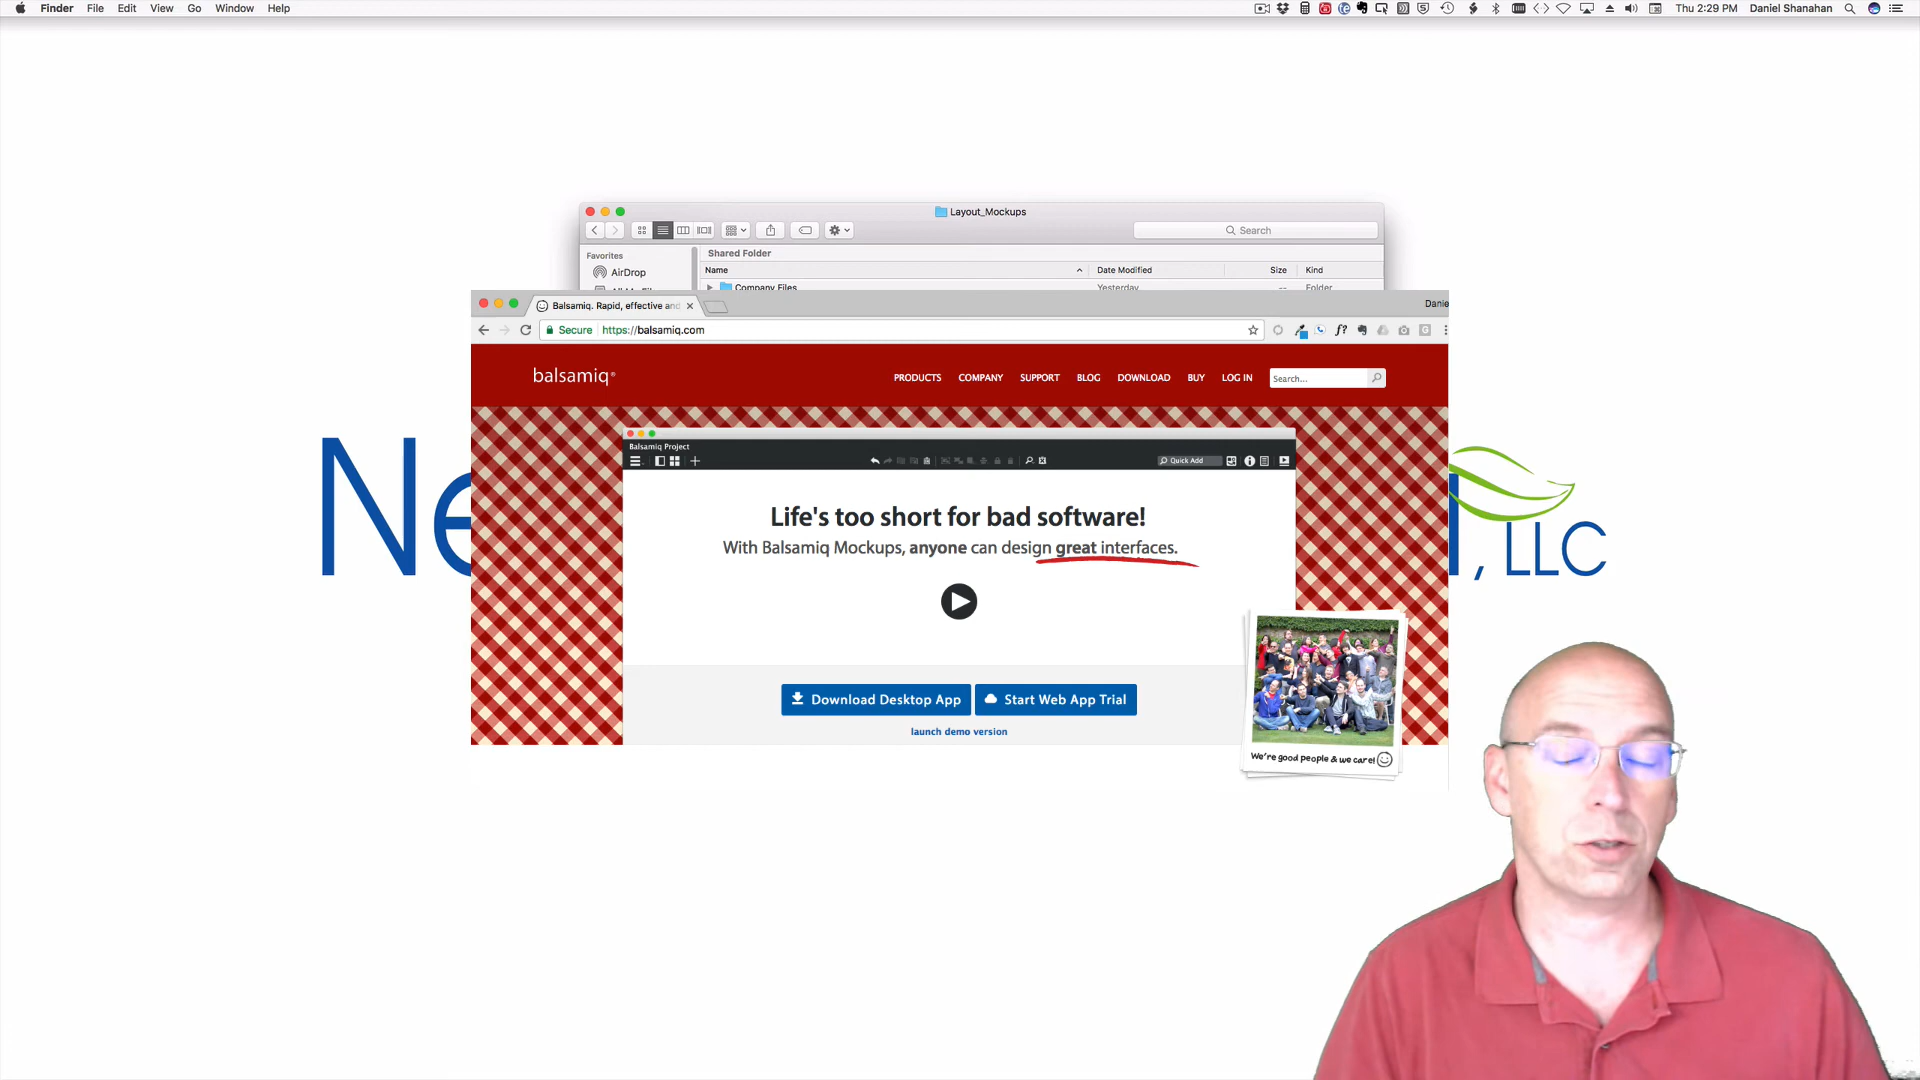 Finder File Edit View Go Window Help
Thu 2:29 PM Daniel Shanahan
Layout_Mockups
Search
Favorites
Shared Folder
AirDrop
Name Date Modified Size Kind
Company Files Yesterday -- Folder
Balsamiq. Rapid, effective and
Danie
Secure https://balsamiq.com
f?
balsamiq®
PRODUCTS COMPANY SUPPORT BLOG DOWNLOAD BUY LOG IN Search...
Balsamiq Project
Quick Add
Life's too short for bad software!
With Balsamiq Mockups, anyone can design great interfaces.
Download Desktop App
Start Web App Trial
launch demo version
We're good people & we care!
Ne
, LLC